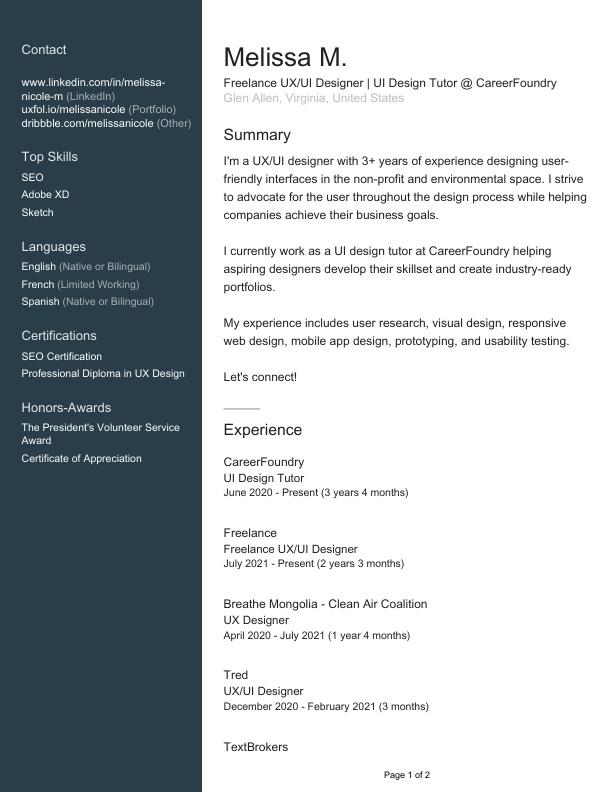 Contact
www.linkedin.com/in/melissa-
nicole-m (LinkedIn)
uxfol.io/melissanicole (Portfolio)
dribbble.com/melissanicole (Other)
Top Skills
SEO
Adobe XD
Sketch
Languages
English (Native or Bilingual)
French (Limited Working)
Spanish (Native or Bilingual)
Certifications
SEO Certification
Professional Diploma in UX Design
Honors-Awards
The President's Volunteer Service
Award
Certificate of Appreciation
Melissa M.
Freelance UX/UI Designer | UI Design Tutor @ CareerFoundry
Glen Allen, Virginia, United States
Summary
I'm a UX/UI designer with 3+ years of experience designing user-
friendly interfaces in the non-profit and environmental space. I strive
to advocate for the user throughout the design process while helping
companies achieve their business goals.
I currently work as a UI design tutor at CareerFoundry helping
aspiring designers develop their skillset and create industry-ready
portfolios.
My experience includes user research, visual design, responsive
web design, mobile app design, prototyping, and usability testing.
Let's connect!
Experience
CareerFoundry
UI Design Tutor
June 2020 - Present (3 years 4 months)
Freelance
Freelance UX/UI Designer
July 2021 - Present (2 years 3 months)
Breathe Mongolia - Clean Air Coalition
UX Designer
April 2020 - July 2021 (1 year 4 months)
Tred
UX/UI Designer
December 2020 - February 2021 (3 months)
TextBrokers
Page 1 of 2